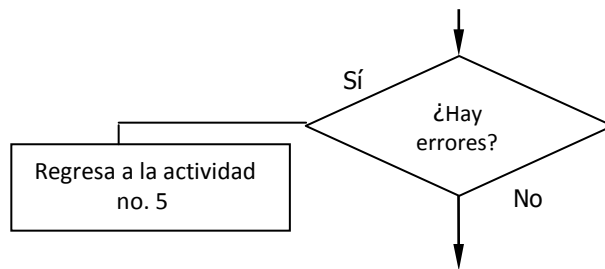 Sí
¿Hay
errores?
Regresa a la actividad
no. 5
No